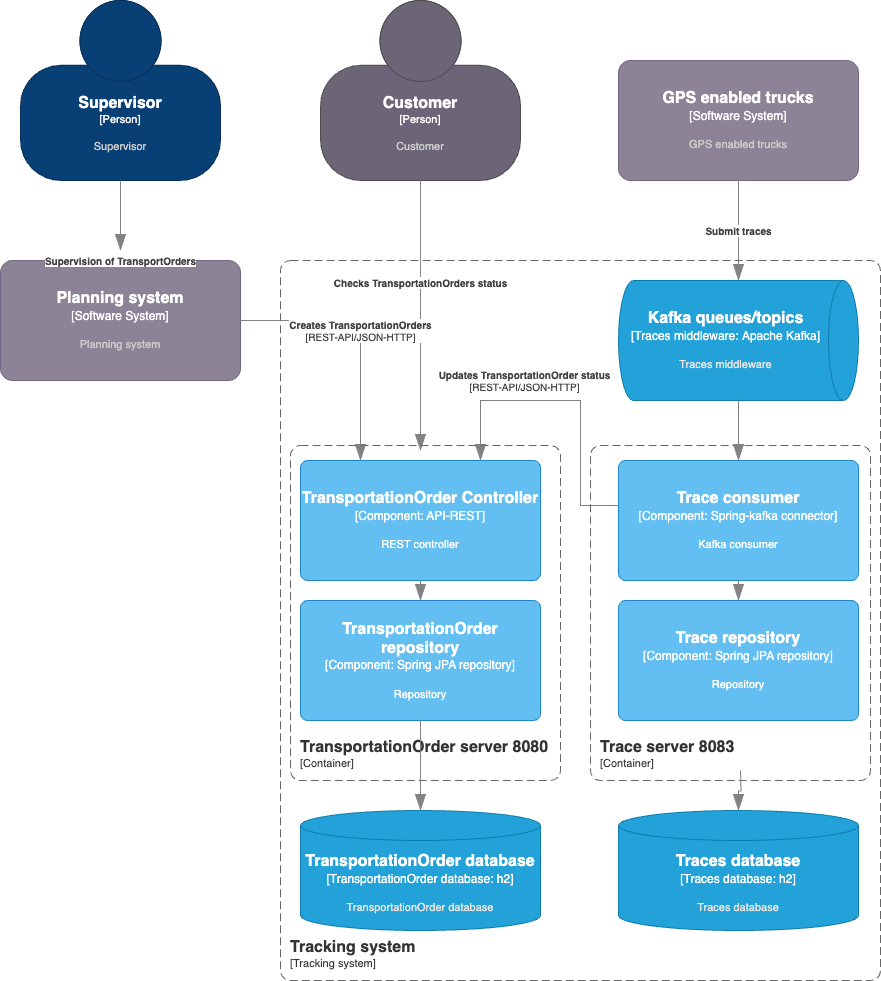 Supervisor
[Person]
Supervisor
Customer
[Person]
Customer
GPS enabled trucks
[Software System]
GPS enabled trucks
Submit traces
Supervision of TransportOrders
Planning system
[Software System]
Planning system
Checks TransportationOrders status
Creates TransportationOrders
[REST-API/JSON-HTTP]
Kafka queues/topics
[Traces middleware: Apache Kafka]
Traces middleware
Updates TransportationOrder status
[REST-API/JSON-HTTP]
TransportationOrder Controller
[Component: API-REST]
REST controller
Trace consumer
[Component: Spring-kafka connector]
Kafka consumer
TransportationOrder
repository
[Component: Spring JPA repository]
Repository
Trace repository
[Component: Spring JPA repository]
Repository
TransportationOrder server 8080
[Container]
Trace server 8083
[Container]
TransportationOrder database
[TransportationOrder database: h2]
TransportationOrder database
Traces database
[Traces database: h2]
Traces database
Tracking system
[Tracking system]